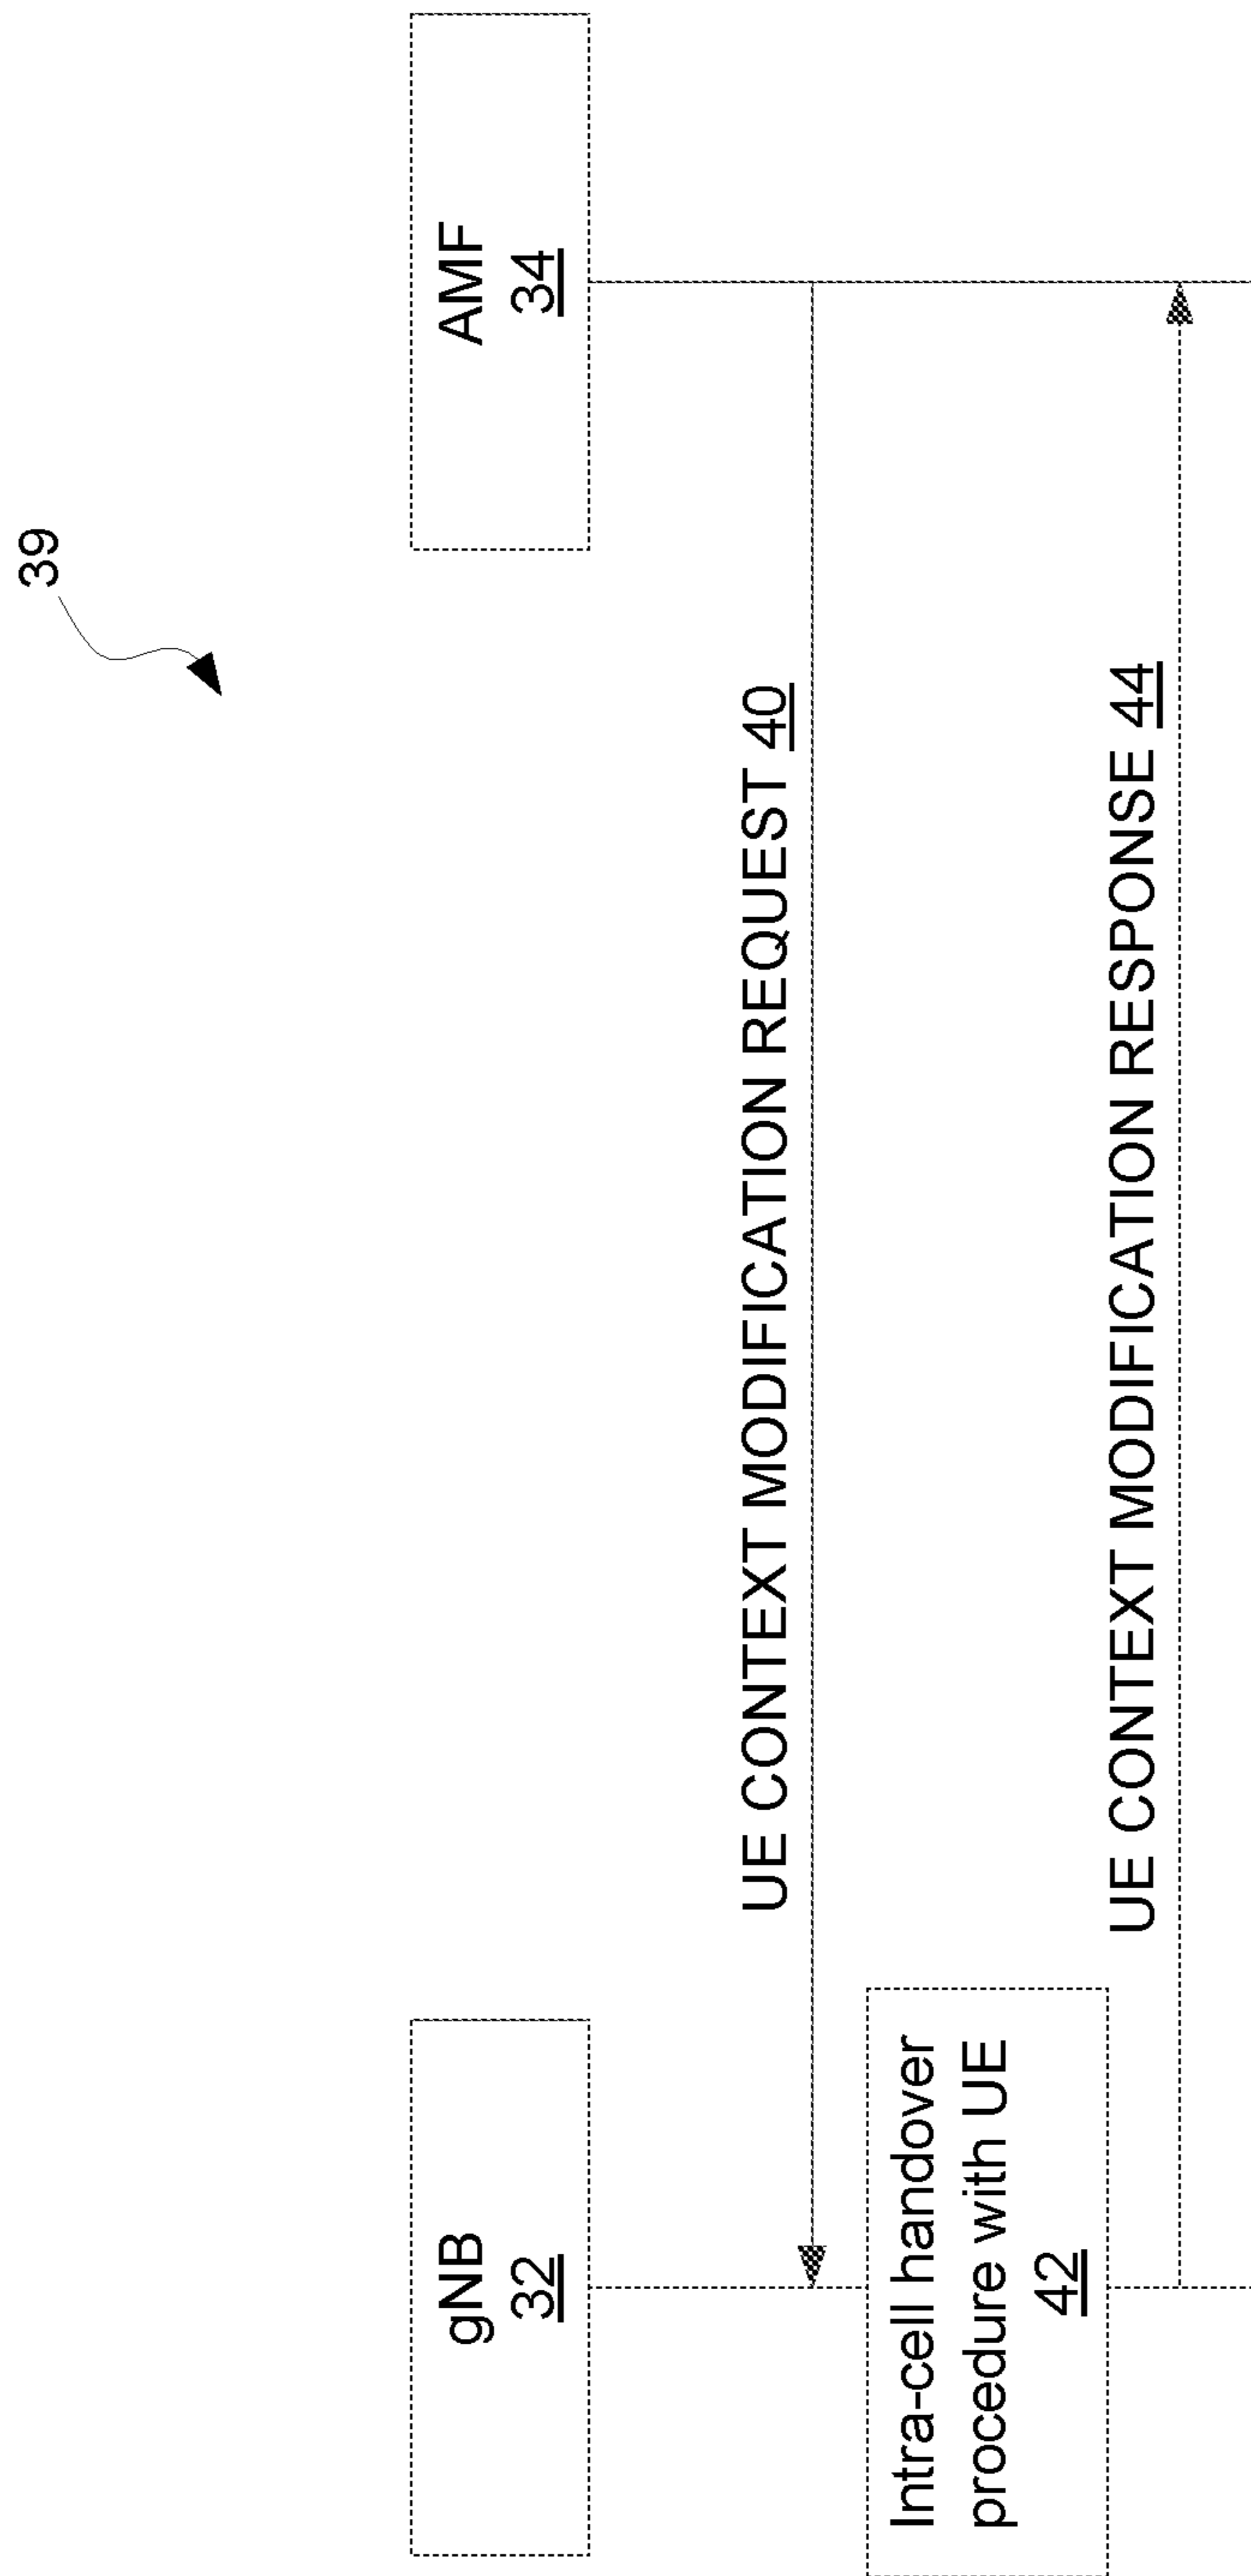 39
gNB
32
AMF
34
UE CONTEXT MODIFICATION REQUEST 40
Intra-cell handover
procedure with UE
42
UE CONTEXT MODIFICATION RESPONSE 44